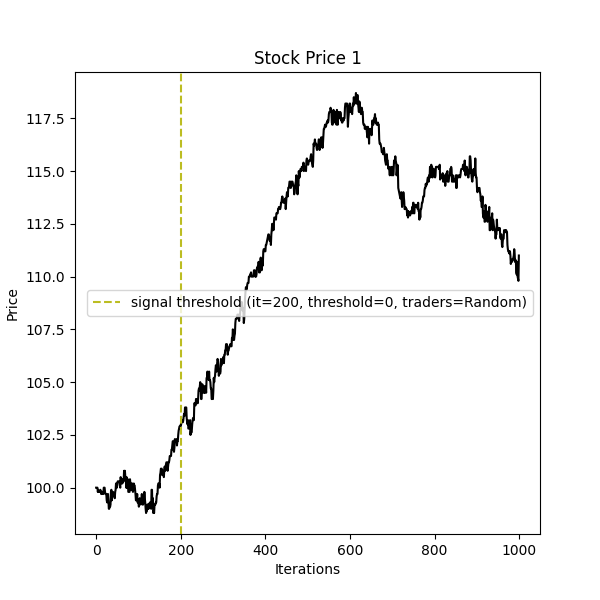 Stock Price 1
Price
117.5
115.0
112.5
110.0
107.5
105.0
102.5
100.0
signal threshold (it=200, threshold=0, traders=Random)
0 200 400 600 800 1000
Iterations